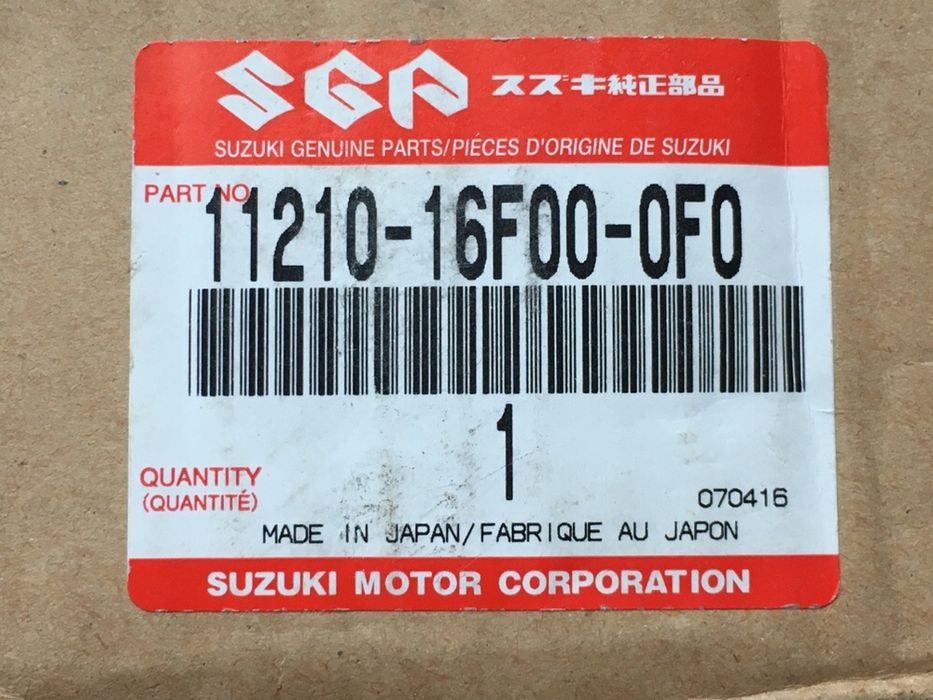 SGP スズキ純正部品
SUZUKI GENUINE PARTS/PIÉCES D'ORIGINE DE SUZUKI
PART NO.
11210-16F00-0F0
1
QUANTITY
(QUANTITÉ)
070416
MADE IN JAPAN/FABRIQUE AU JAPON
SUZUKI MOTOR CORPORATION